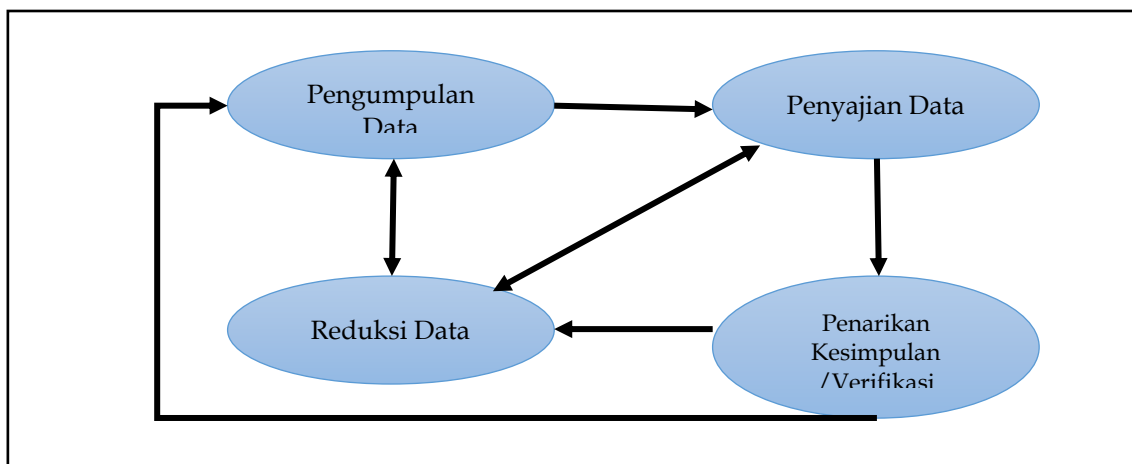 Pengumpulan
Data
Penyajian Data
Reduksi Data
Penarikan
Kesimpulan
/Verifikasi